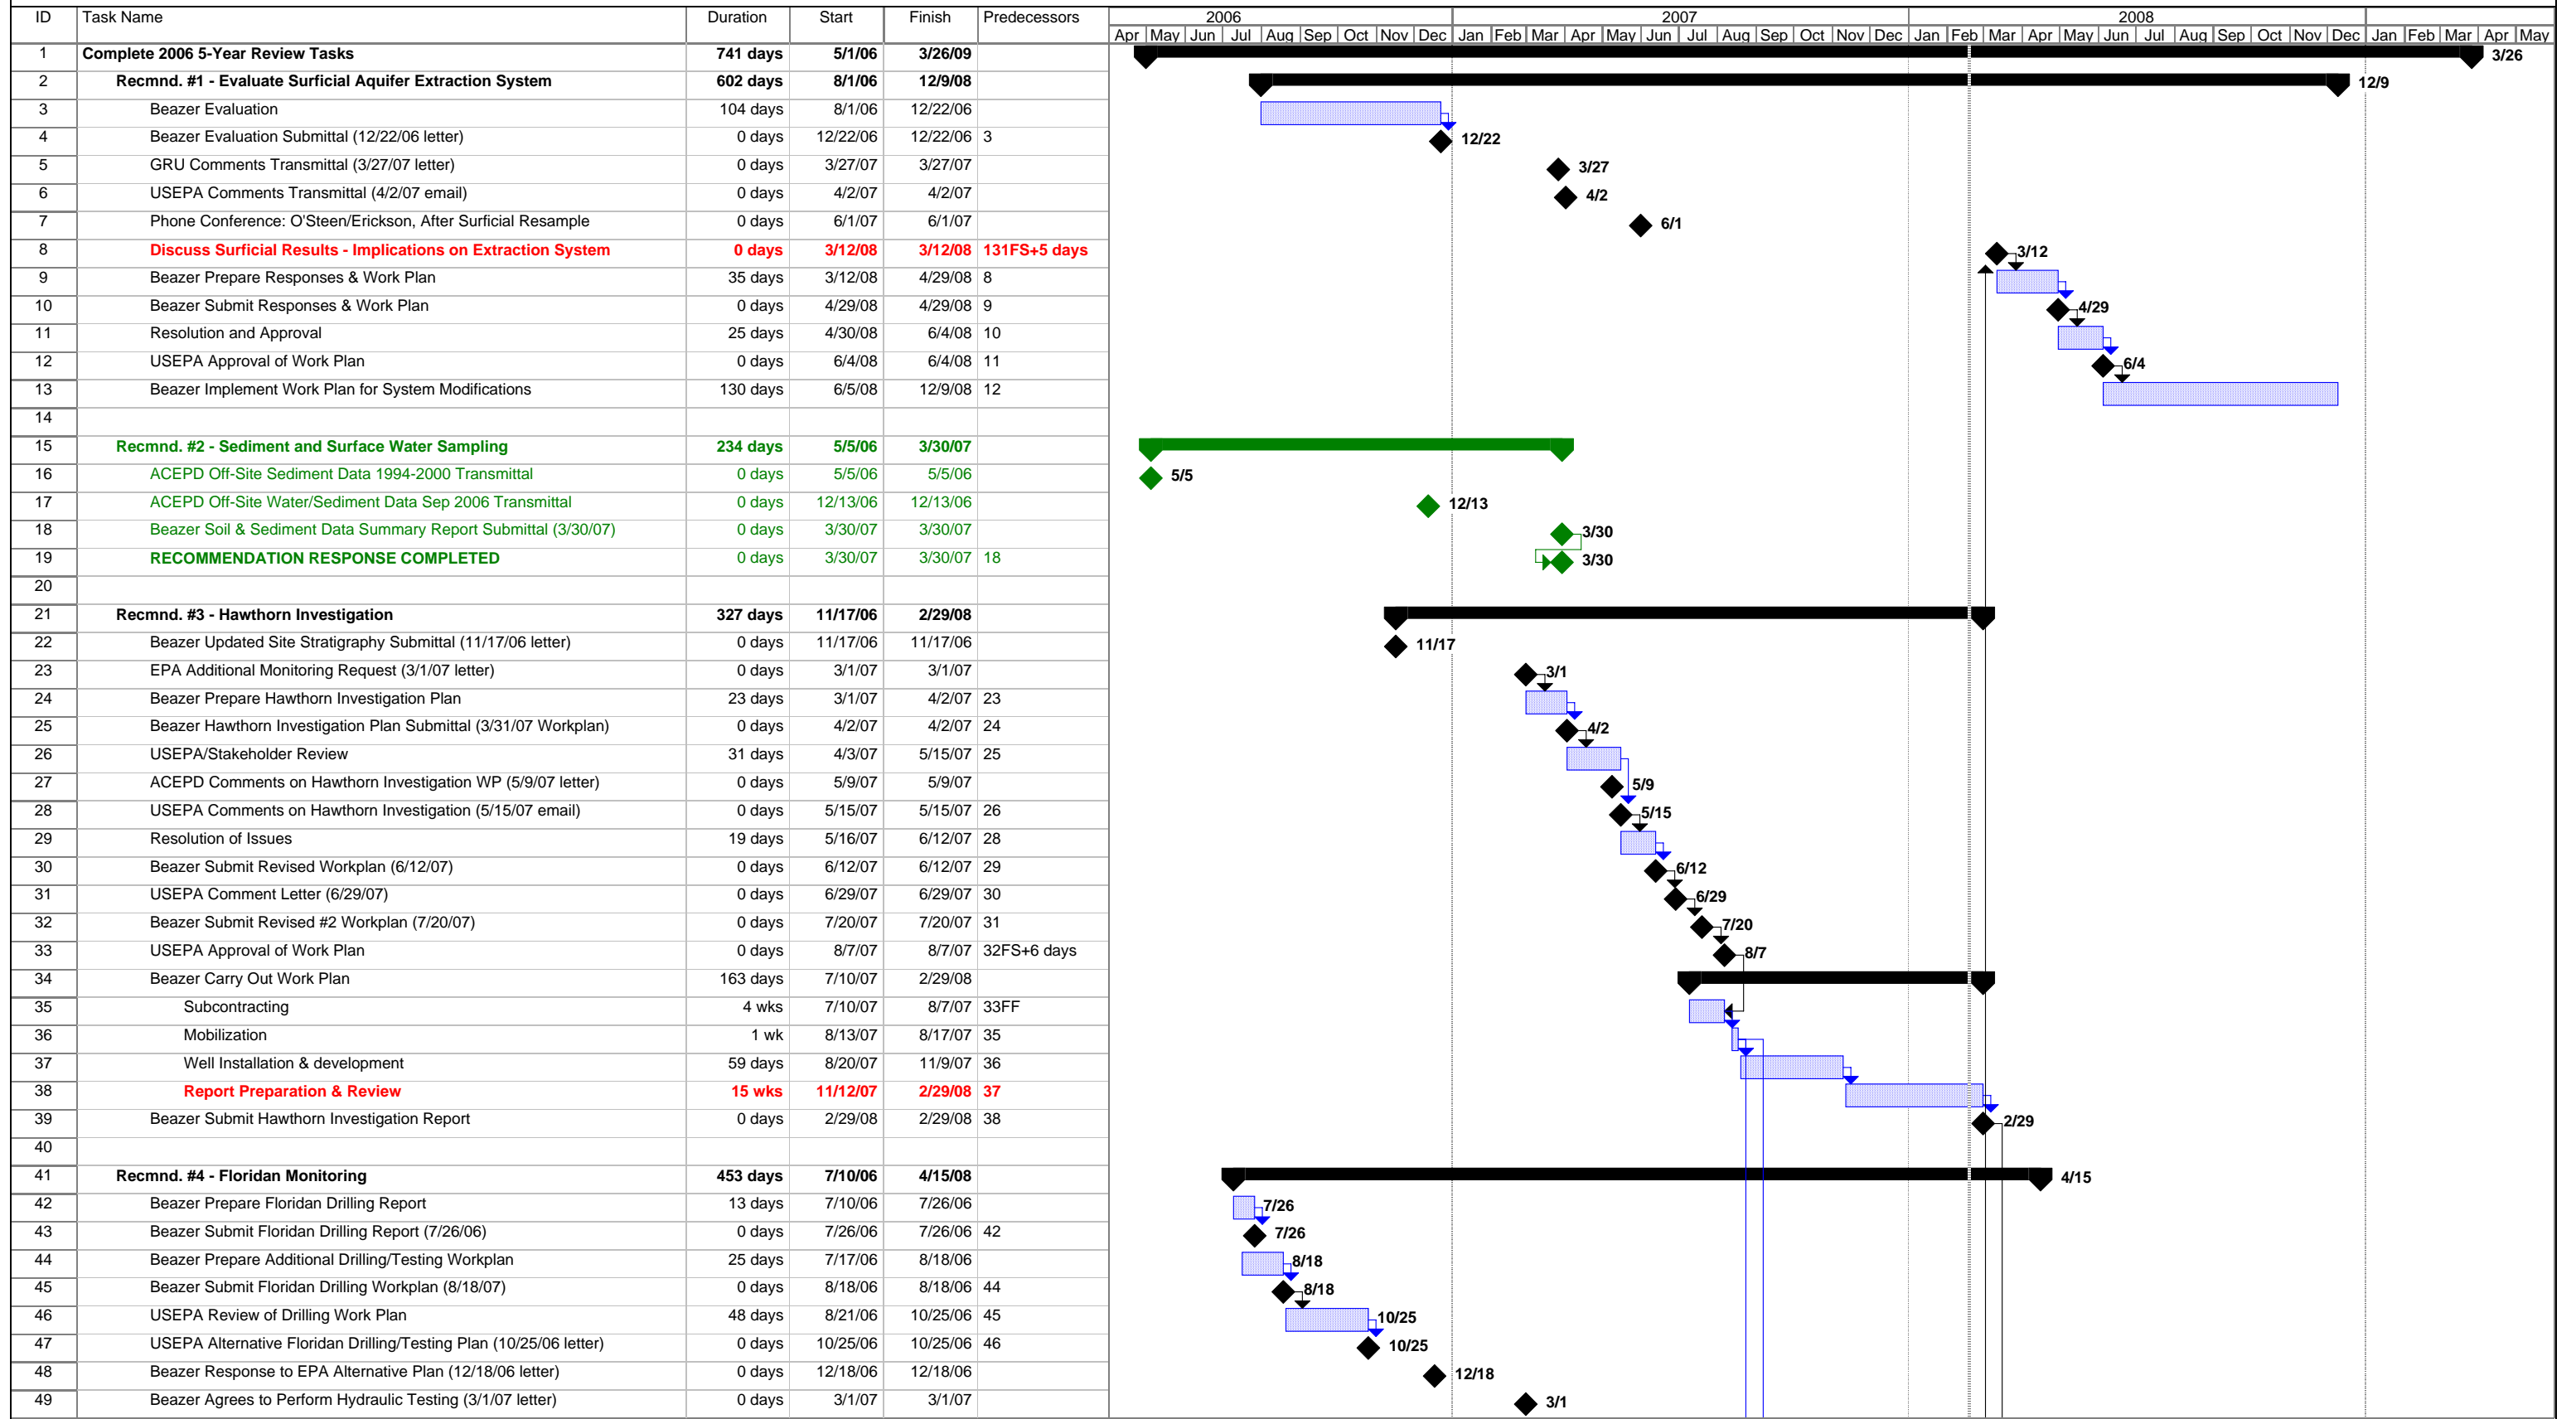 ID Task Name Duration Start Finish Predecessors 2006 2007 2008
Apr May Jun Jul Aug Sep Oct Nov Dec Jan Feb Mar Apr May Jun Jul Aug Sep Oct Nov Dec Jan Feb Mar Apr May Jun Jul Aug Sep Oct Nov Dec Jan Feb Mar Apr May
1 Complete 2006 5-Year Review Tasks 741 days 5/1/06 3/26/09 3/26
2 Recmnd. #1 - Evaluate Surficial Aquifer Extraction System 602 days 8/1/06 12/9/08 12/9
3 Beazer Evaluation 104 days 8/1/06 12/22/06
4 Beazer Evaluation Submittal (12/22/06 letter) 0 days 12/22/06 12/22/06 3 12/22
5 GRU Comments Transmittal (3/27/07 letter) 0 days 3/27/07 3/27/07 3/27
6 USEPA Comments Transmittal (4/2/07 email) 0 days 4/2/07 4/2/07 4/2
7 Phone Conference: O'Steen/Erickson, After Surficial Resample 0 days 6/1/07 6/1/07 6/1
8 Discuss Surficial Results - Implications on Extraction System 0 days 3/12/08 3/12/08 131FS+5 days 3/12
9 Beazer Prepare Responses & Work Plan 35 days 3/12/08 4/29/08 8
10 Beazer Submit Responses & Work Plan 0 days 4/29/08 4/29/08 9 4/29
11 Resolution and Approval 25 days 4/30/08 6/4/08 10
12 USEPA Approval of Work Plan 0 days 6/4/08 6/4/08 11 6/4
13 Beazer Implement Work Plan for System Modifications 130 days 6/5/08 12/9/08 12
14
15 Recmnd. #2 - Sediment and Surface Water Sampling 234 days 5/5/06 3/30/07
16 ACEPD Off-Site Sediment Data 1994-2000 Transmittal 0 days 5/5/06 5/5/06 5/5
17 ACEPD Off-Site Water/Sediment Data Sep 2006 Transmittal 0 days 12/13/06 12/13/06 12/13
18 Beazer Soil & Sediment Data Summary Report Submittal (3/30/07) 0 days 3/30/07 3/30/07 3/30
19 RECOMMENDATION RESPONSE COMPLETED 0 days 3/30/07 3/30/07 18 3/30
20
21 Recmnd. #3 - Hawthorn Investigation 327 days 11/17/06 2/29/08
22 Beazer Updated Site Stratigraphy Submittal (11/17/06 letter) 0 days 11/17/06 11/17/06 11/17
23 EPA Additional Monitoring Request (3/1/07 letter) 0 days 3/1/07 3/1/07 3/1
24 Beazer Prepare Hawthorn Investigation Plan 23 days 3/1/07 4/2/07 23
25 Beazer Hawthorn Investigation Plan Submittal (3/31/07 Workplan) 0 days 4/2/07 4/2/07 24 4/2
26 USEPA/Stakeholder Review 31 days 4/3/07 5/15/07 25
27 ACEPD Comments on Hawthorn Investigation WP (5/9/07 letter) 0 days 5/9/07 5/9/07 5/9
28 USEPA Comments on Hawthorn Investigation (5/15/07 email) 0 days 5/15/07 5/15/07 26 5/15
29 Resolution of Issues 19 days 5/16/07 6/12/07 28
30 Beazer Submit Revised Workplan (6/12/07) 0 days 6/12/07 6/12/07 29 6/12
31 USEPA Comment Letter (6/29/07) 0 days 6/29/07 6/29/07 30 6/29
32 Beazer Submit Revised #2 Workplan (7/20/07) 0 days 7/20/07 7/20/07 31 7/20
33 USEPA Approval of Work Plan 0 days 8/7/07 8/7/07 32FS+6 days 8/7
34 Beazer Carry Out Work Plan 163 days 7/10/07 2/29/08
35 Subcontracting 4 wks 7/10/07 8/7/07 33FF
36 Mobilization 1 wk 8/13/07 8/17/07 35
37 Well Installation & development 59 days 8/20/07 11/9/07 36
38 Report Preparation & Review 15 wks 11/12/07 2/29/08 37
39 Beazer Submit Hawthorn Investigation Report 0 days 2/29/08 2/29/08 38 2/29
40
41 Recmnd. #4 - Floridan Monitoring 453 days 7/10/06 4/15/08 4/15
42 Beazer Prepare Floridan Drilling Report 13 days 7/10/06 7/26/06 7/26
43 Beazer Submit Floridan Drilling Report (7/26/06) 0 days 7/26/06 7/26/06 42 7/26
44 Beazer Prepare Additional Drilling/Testing Workplan 25 days 7/17/06 8/18/06 8/18
45 Beazer Submit Floridan Drilling Workplan (8/18/07) 0 days 8/18/06 8/18/06 44 8/18
46 USEPA Review of Drilling Work Plan 48 days 8/21/06 10/25/06 45 10/25
47 USEPA Alternative Floridan Drilling/Testing Plan (10/25/06 letter) 0 days 10/25/06 10/25/06 46 10/25
48 Beazer Response to EPA Alternative Plan (12/18/06 letter) 0 days 12/18/06 12/18/06 12/18
49 Beazer Agrees to Perform Hydraulic Testing (3/1/07 letter) 0 days 3/1/07 3/1/07 3/1